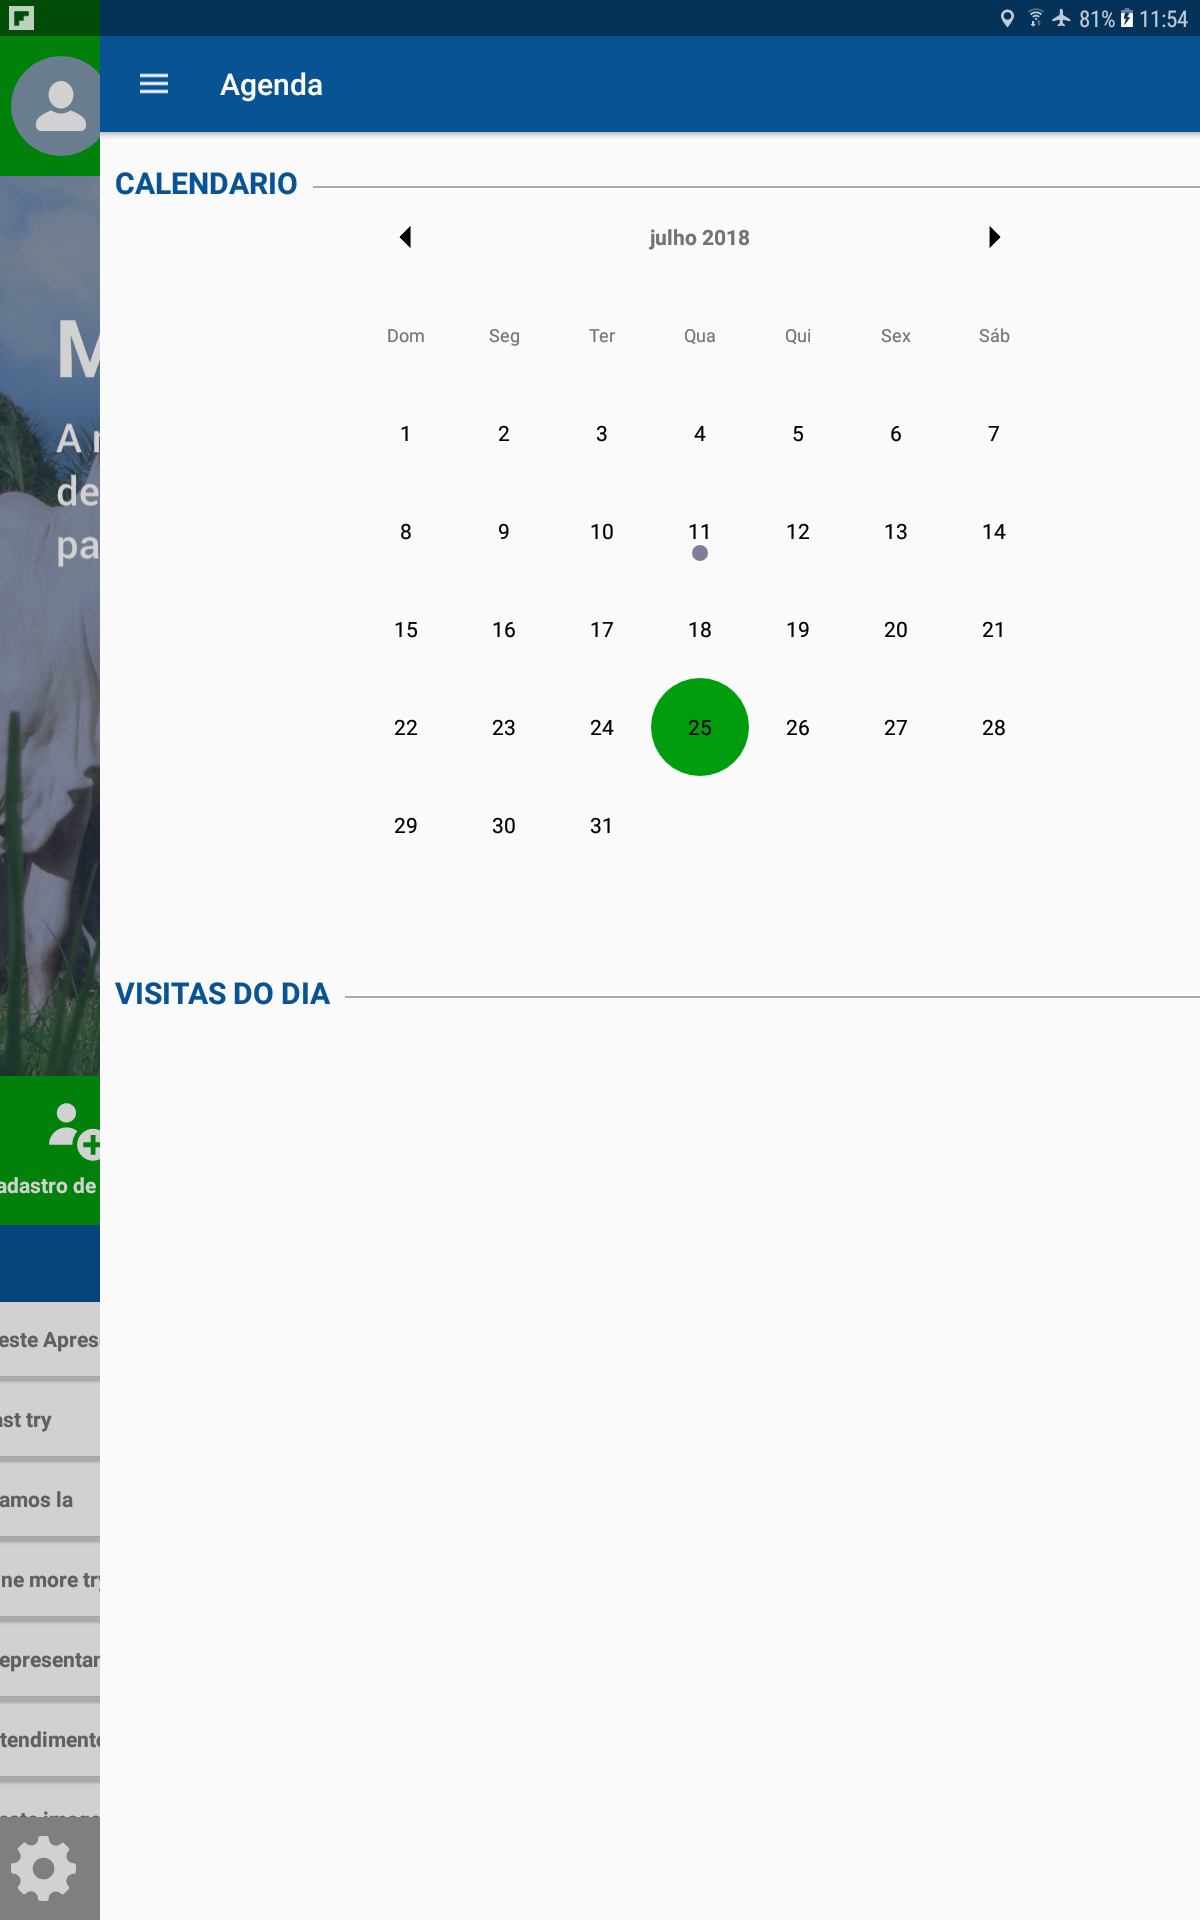 81% 11:54
Agenda
CALENDARIO
julho 2018
Dom Seg Ter Qua Qui Sex Sáb
1 2 3 4 5 6 7
8 9 10 11 12 13 14
15 16 17 18 19 20 21
22 23 24 25 26 27 28
29 30 31
VISITAS DO DIA
M
A
de
pa
adastro de
este Apres
st try
amos la
ne more try
epresentan
tendimento